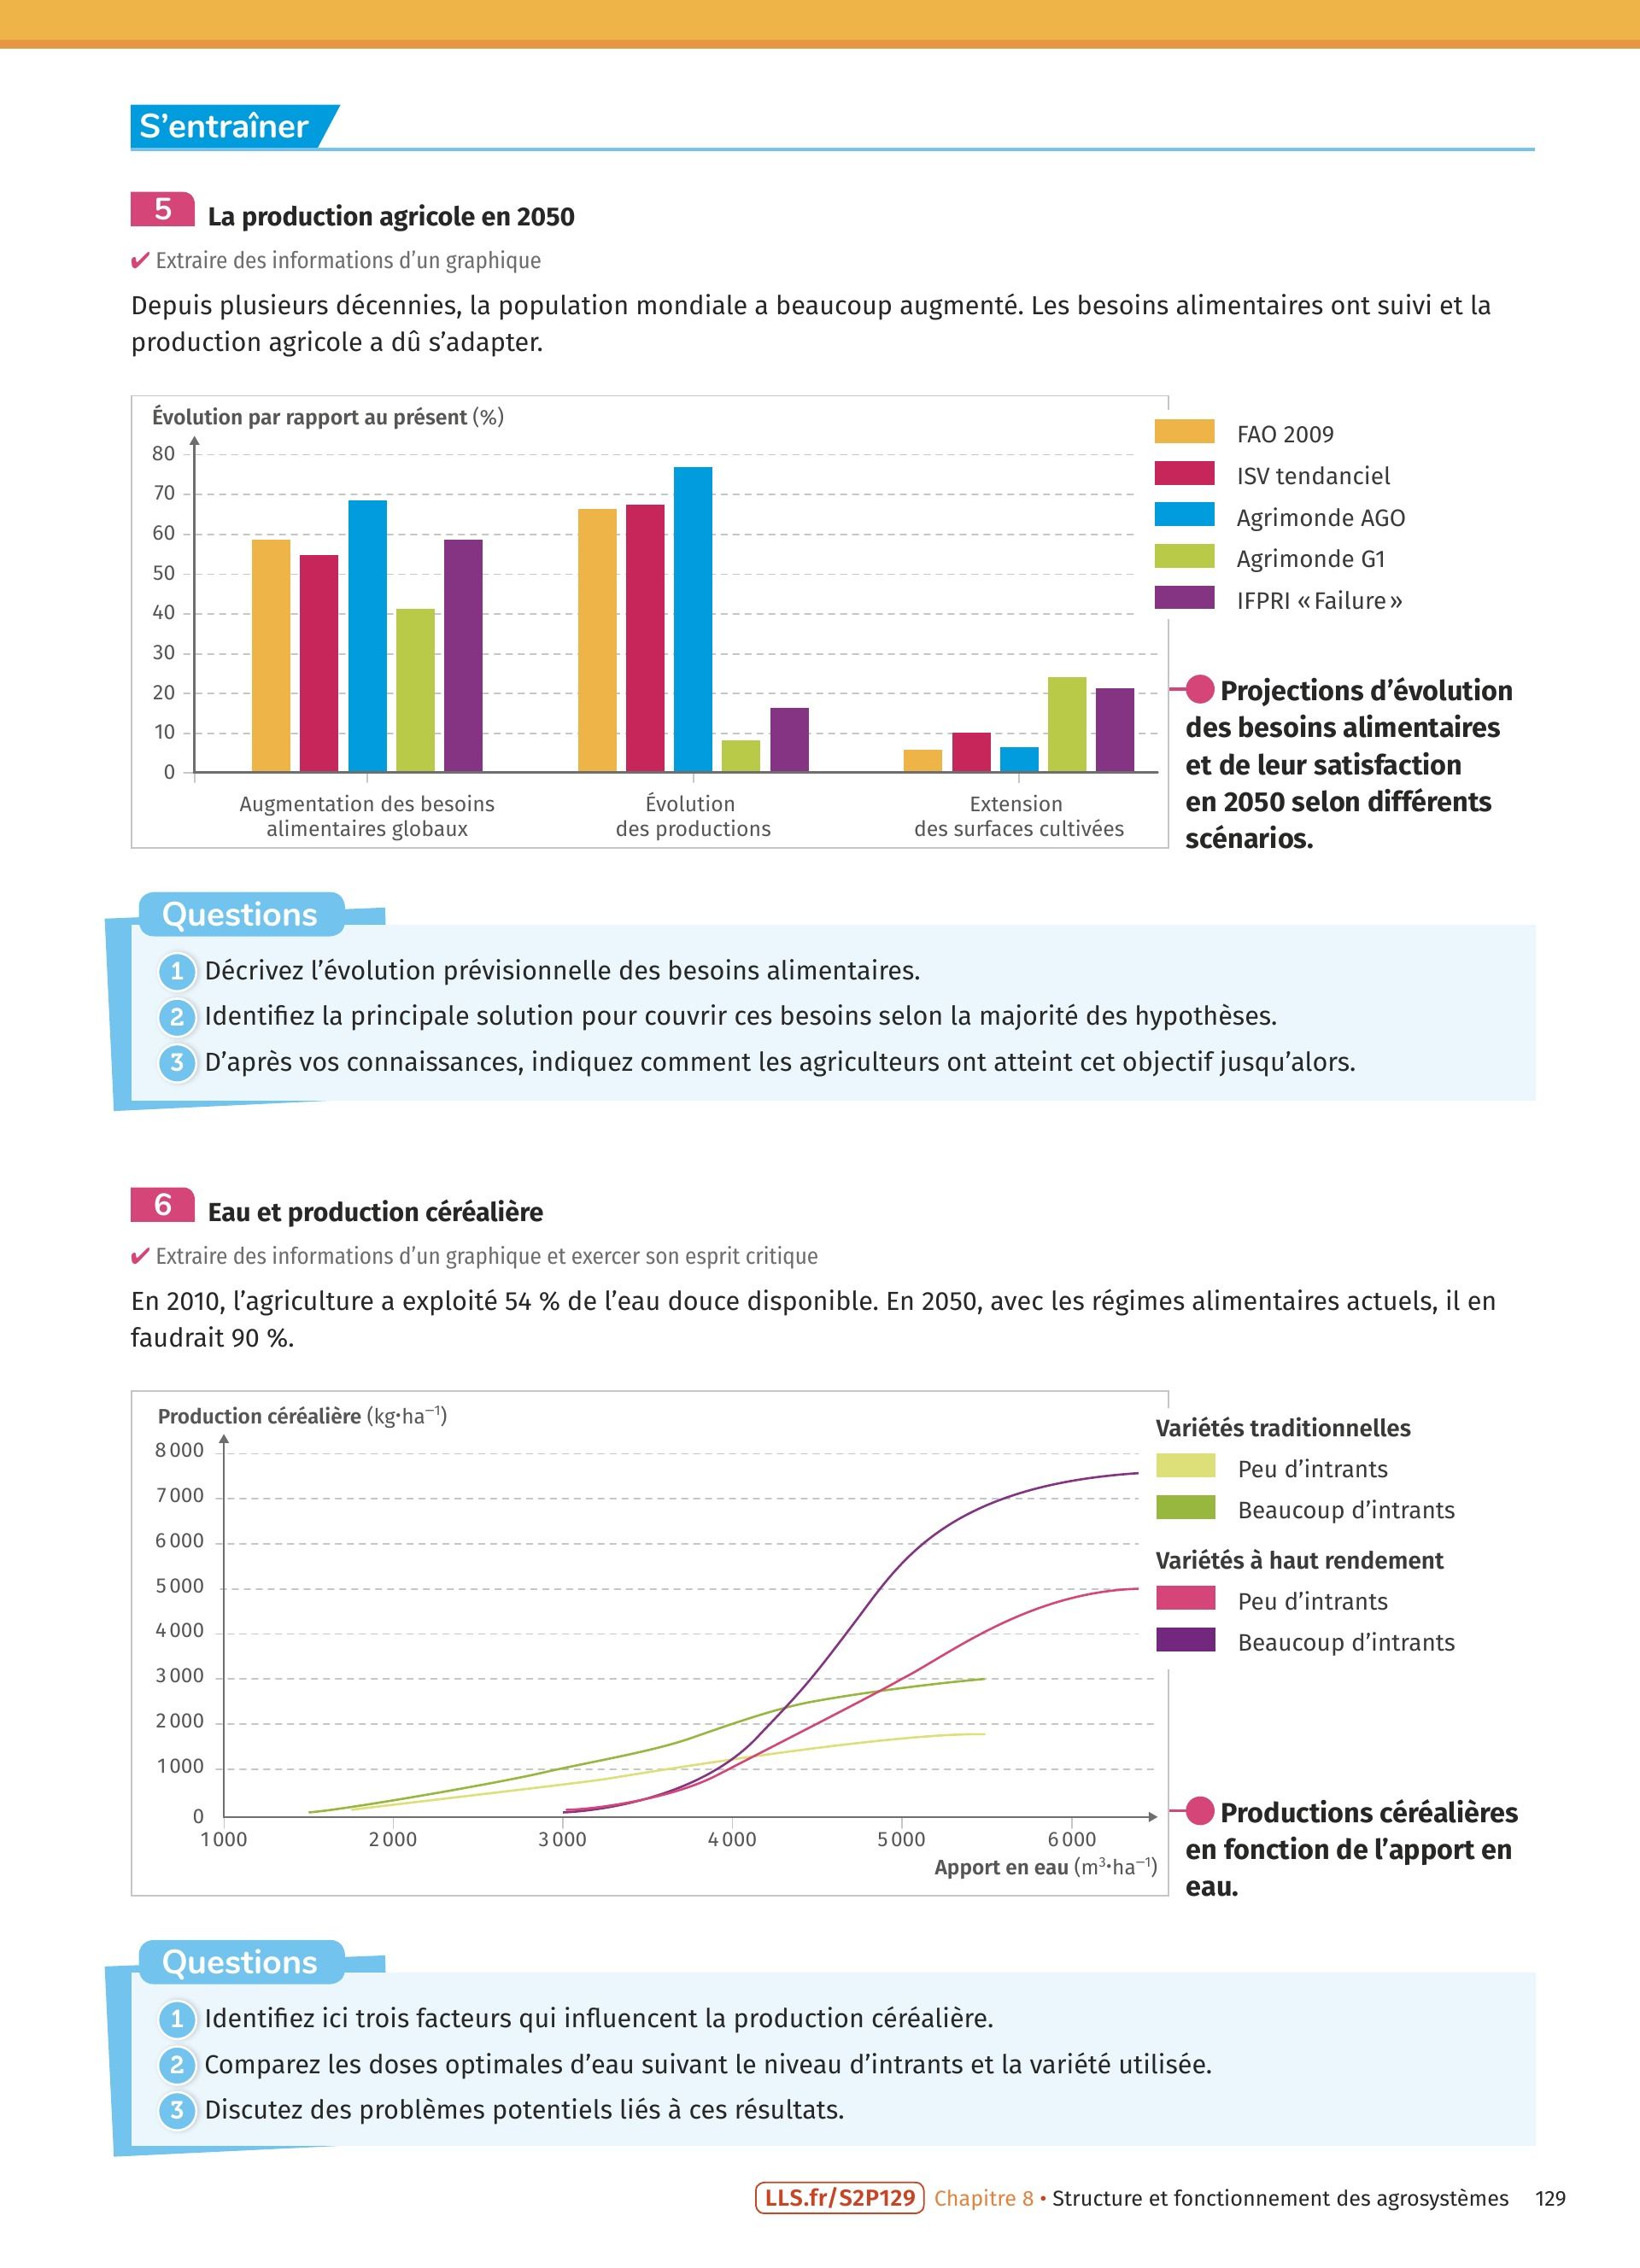 S'entraîner
5 La production agricole en 2050
✔ Extraire des informations d'un graphique
Depuis plusieurs décennies, la population mondiale a beaucoup augmenté. Les besoins alimentaires ont suivi et la
production agricole a dû s'adapter.
Évolution par rapport au présent (%)
80
70
60
50
40
30
20
10
0
Augmentation des besoins
alimentaires globaux
Évolution
des productions
Extension
des surfaces cultivées
FAO 2009
ISV tendanciel
Agrimonde AGO
Agrimonde G1
IFPRI « Failure »
Projections d'évolution
des besoins alimentaires
et de leur satisfaction
en 2050 selon différents
scénarios.
Questions
1 Décrivez l'évolution prévisionnelle des besoins alimentaires.
2 Identifiez la principale solution pour couvrir ces besoins selon la majorité des hypothèses.
3 D'après vos connaissances, indiquez comment les agriculteurs ont atteint cet objectif jusqu'alors.
6 Eau et production céréalière
✔ Extraire des informations d'un graphique et exercer son esprit critique
En 2010, l'agriculture a exploité 54 % de l'eau douce disponible. En 2050, avec les régimes alimentaires actuels, il en
faudrait 90 %.
Production céréalière (kg•ha⁻¹)
8 000
7 000
6 000
5 000
4 000
3 000
2 000
1 000
0
1 000 2 000 3 000 4 000 5 000 6 000
Apport en eau (m³•ha⁻¹)
Variétés traditionnelles
Peu d'intrants
Beaucoup d'intrants
Variétés à haut rendement
Peu d'intrants
Beaucoup d'intrants
Productions céréalières
en fonction de l'apport en
eau.
Questions
1 Identifiez ici trois facteurs qui influencent la production céréalière.
2 Comparez les doses optimales d'eau suivant le niveau d'intrants et la variété utilisée.
3 Discutez des problèmes potentiels liés à ces résultats.
LLS.fr/S2P129 Chapitre 8 • Structure et fonctionnement des agrosystèmes 129